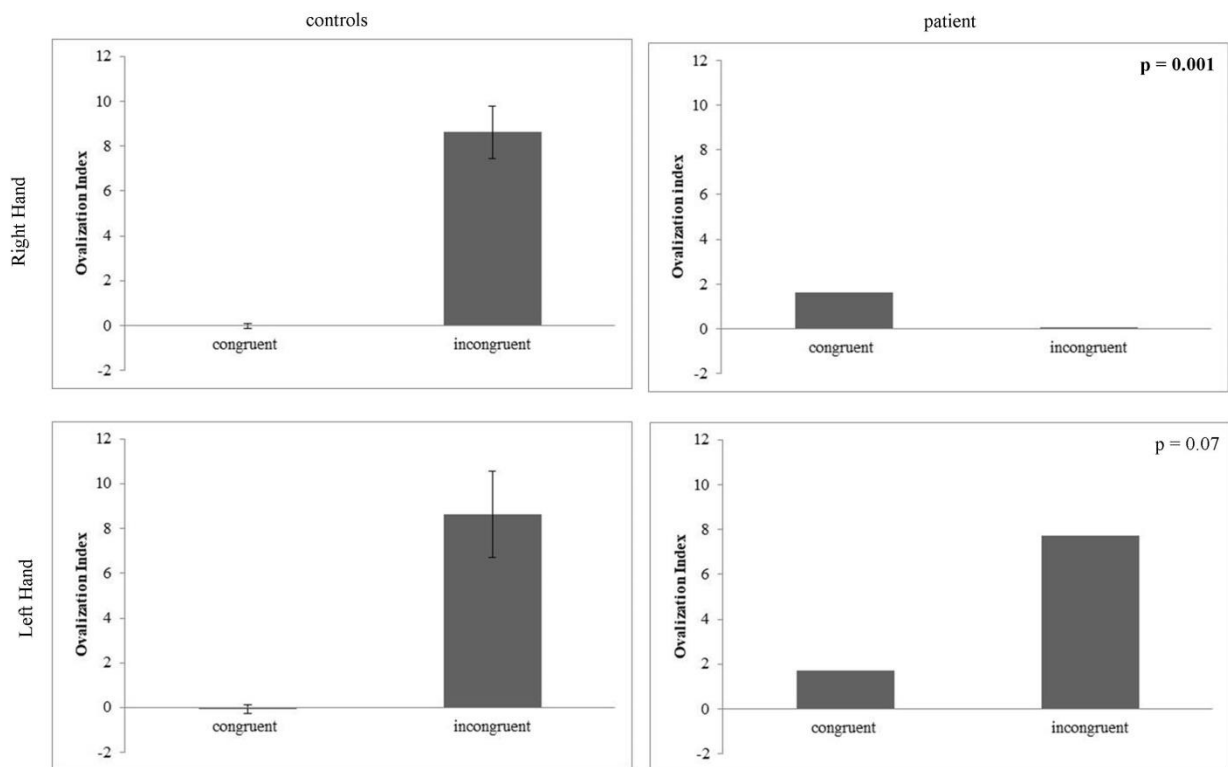 controls
patient
Right Hand
Ovalization Index
12
10
8
6
4
2
0
-2
congruent
incongruent
p = 0.001
Ovalization index
12
10
8
6
4
2
0
-2
congruent
incongruent
Left Hand
Ovalization Index
12
10
8
6
4
2
0
-2
congruent
incongruent
p = 0.07
Ovalization Index
12
10
8
6
4
2
0
-2
congruent
incongruent